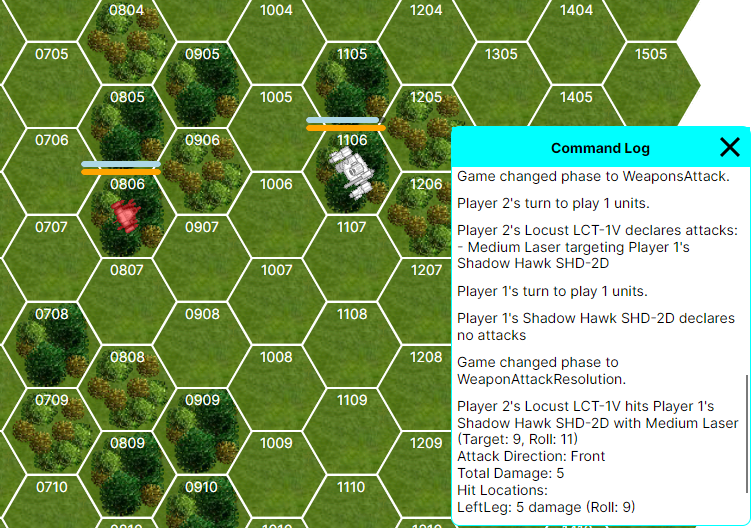 0804
1004
1204
1404
0705
0905
1105
1305
1505
0805
1005
1205
1405
0706
0906
1106
0806
1006
1206
0707
0907
1107
0807
1007
1207
0708
0908
1108
0808
1008
1208
0709
0909
1109
0809
1009
1209
0710
0910
1110
0810
1010
1210
Command Log
Game changed phase to WeaponsAttack.
Player 2's turn to play 1 units.
Player 2's Locust LCT-1V declares attacks:
- Medium Laser targeting Player 1's
Shadow Hawk SHD-2D
Player 1's turn to play 1 units.
Player 1's Shadow Hawk SHD-2D declares
no attacks
Game changed phase to
WeaponAttackResolution.
Player 2's Locust LCT-1V hits Player 1's
Shadow Hawk SHD-2D with Medium Laser
(Target: 9, Roll: 11)
Attack Direction: Front
Total Damage: 5
Hit Locations:
LeftLeg: 5 damage (Roll: 9)